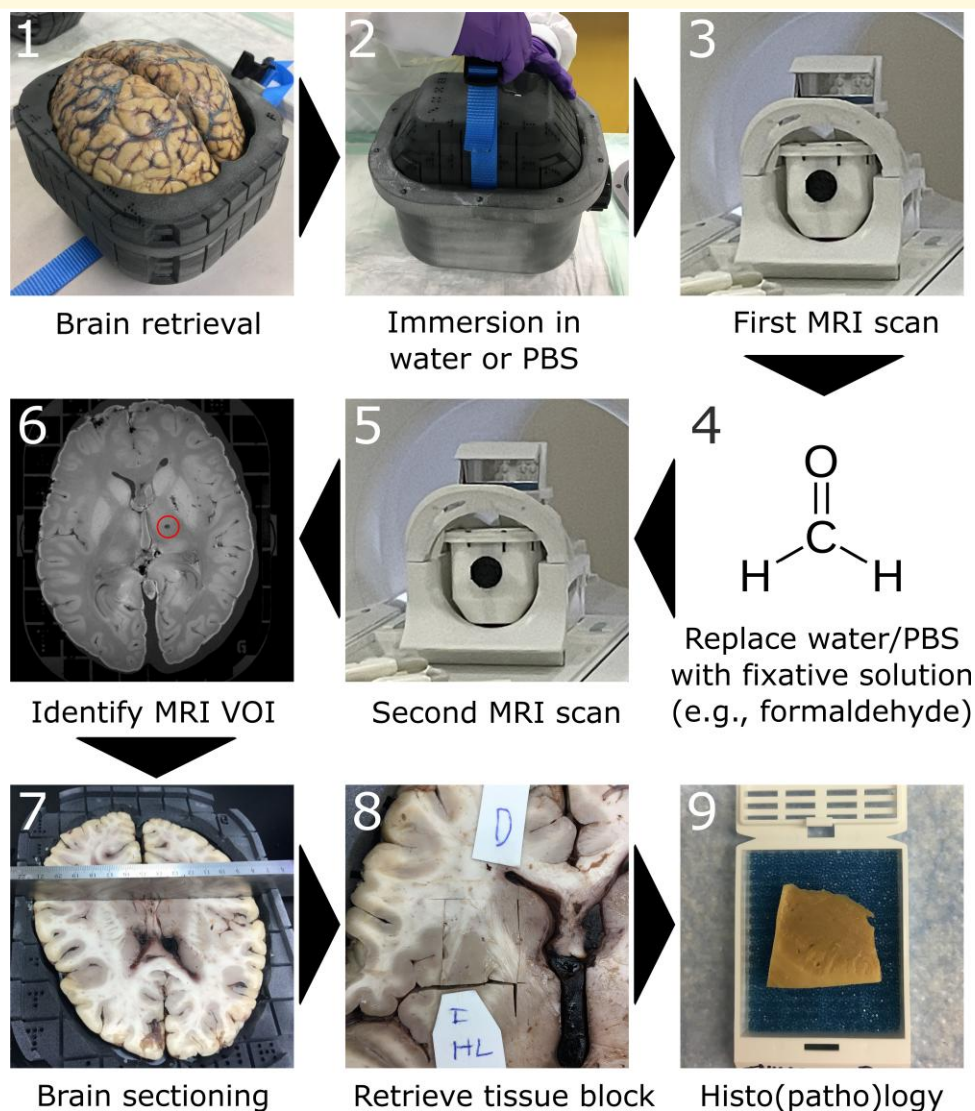 1
2
3
Brain retrieval
Immersion in
water or PBS
First MRI scan
6
5
4
O
C
H
H
Identify MRI VOI
Second MRI scan
Replace water/PBS
with fixative solution
(e.g., formaldehyde)
7
8
9
D
I
HL
Brain sectioning
Retrieve tissue block
Histo(patho)logy